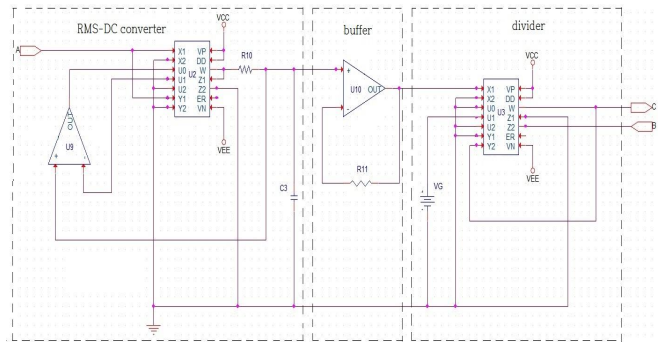 RMS-DC converter
buffer
divider
VCC
A
X1 VP
X2 DD
U0 W
U1 U2 Z1
U2 Z2
Y1 ER
Y2 VN
R10
VEE
OUT
U9
+ -
C3
+
U10 OUT
-
R11
VG
VCC
X1 VP
X2 DD
U0 W
U1 U3 Z1
U2 Z2
Y1 ER
Y2 VN
VEE
C
B